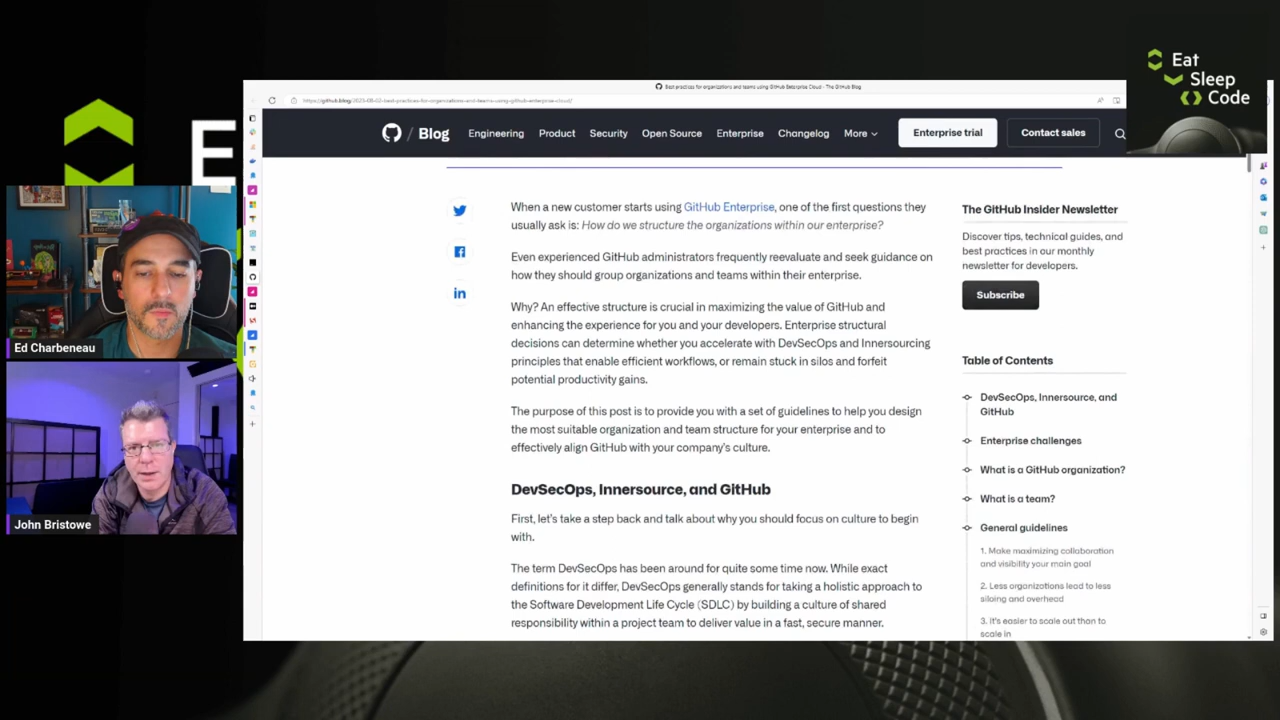 Eat
Sleep
Code
E
Best practices for organizations and teams using GitHub Enterprise Cloud - The GitHub Blog
https://github.blog/2023-08-02-best-practices-for-organizations-and-teams-using-github-enterprise-cloud/
/ Blog
Engineering
Product
Security
Open Source
Enterprise
Changelog
More
Enterprise trial
Contact sales
When a new customer starts using GitHub Enterprise, one of the first questions they
usually ask is: How do we structure the organizations within our enterprise?
Even experienced GitHub administrators frequently reevaluate and seek guidance on
how they should group organizations and teams within their enterprise.
Why? An effective structure is crucial in maximizing the value of GitHub and
enhancing the experience for you and your developers. Enterprise structural
decisions can determine whether you accelerate with DevSecOps and Innersourcing
principles that enable efficient workflows, or remain stuck in silos and forfeit
potential productivity gains.
The purpose of this post is to provide you with a set of guidelines to help you design
the most suitable organization and team structure for your enterprise and to
effectively align GitHub with your company's culture.
DevSecOps, Innersource, and GitHub
First, let's take a step back and talk about why you should focus on culture to begin
with.
The term DevSecOps has been around for quite some time now. While exact
definitions for it differ, DevSecOps generally stands for taking a holistic approach to
the Software Development Life Cycle (SDLC) by building a culture of shared
responsibility within a project team to deliver value in a fast, secure manner.
The GitHub Insider Newsletter
Discover tips, technical guides, and
best practices in our monthly
newsletter for developers.
Subscribe
Table of Contents
DevSecOps, Innersource, and
GitHub
Enterprise challenges
What is a GitHub organization?
What is a team?
General guidelines
1. Make maximizing collaboration
and visibility your main goal
2. Less organizations lead to less
siloing and overhead
3. It's easier to scale out than to
scale in
Ed Charbeneau
John Bristowe